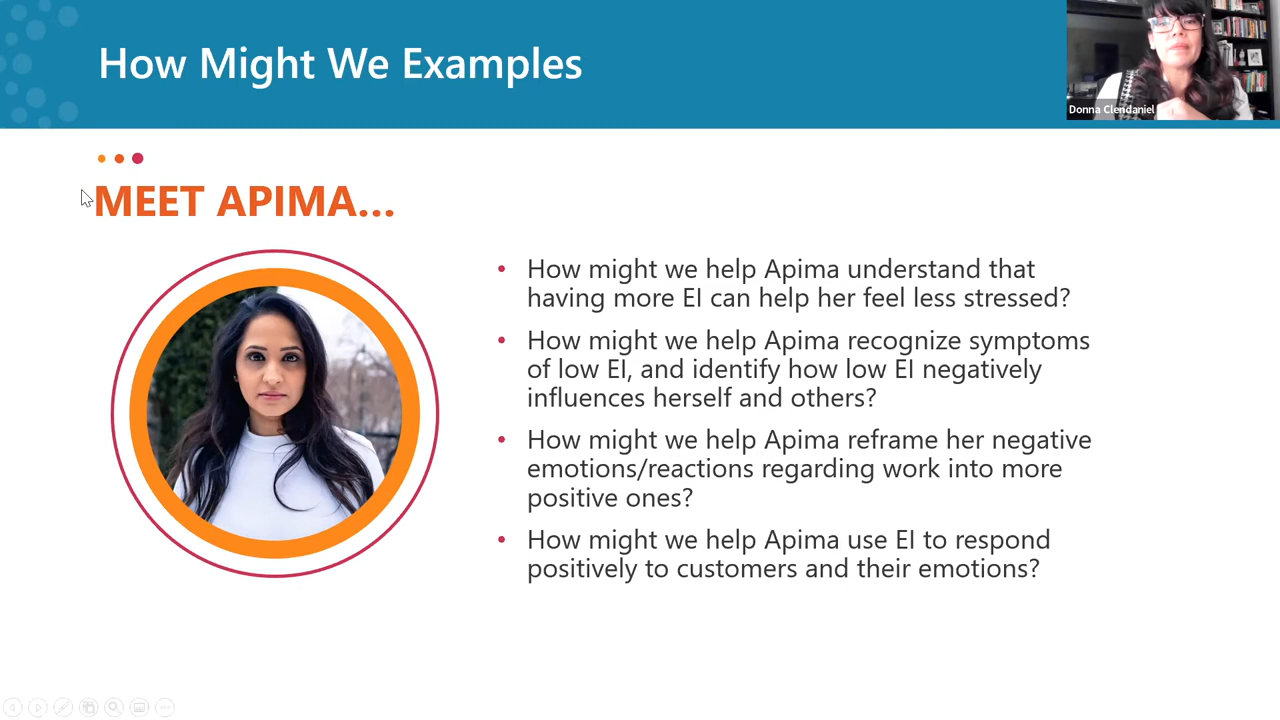 How Might We Examples
Donna Clendaniel
MEET APIMA...
• How might we help Apima understand that
having more EI can help her feel less stressed?
• How might we help Apima recognize symptoms
of low EI, and identify how low EI negatively
influences herself and others?
• How might we help Apima reframe her negative
emotions/reactions regarding work into more
positive ones?
• How might we help Apima use EI to respond
positively to customers and their emotions?